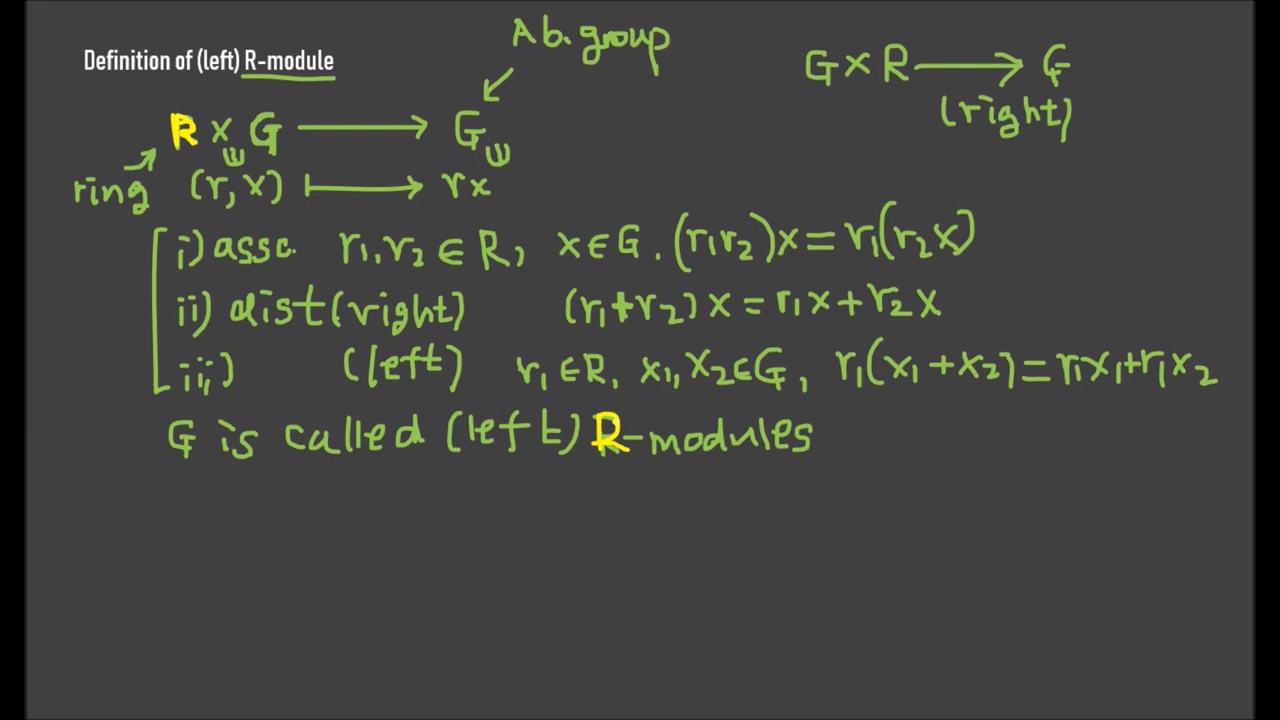 Ab. group
Definition of (left) R-module
G × R ⟶ G
(right)
R × G ⟶ G
ring (r, x) ⟼ rx
i) assc. r₁, r₂ ∈ R, x ∈ G. (r₁r₂)x = r₁(r₂x)
ii) dist(right) (r₁+r₂)x = r₁x + r₂x
iii) (left) r₁ ∈ R, x₁, x₂ ∈ G, r₁(x₁ + x₂) = r₁x₁ + r₁x₂
G is called (left) R-modules